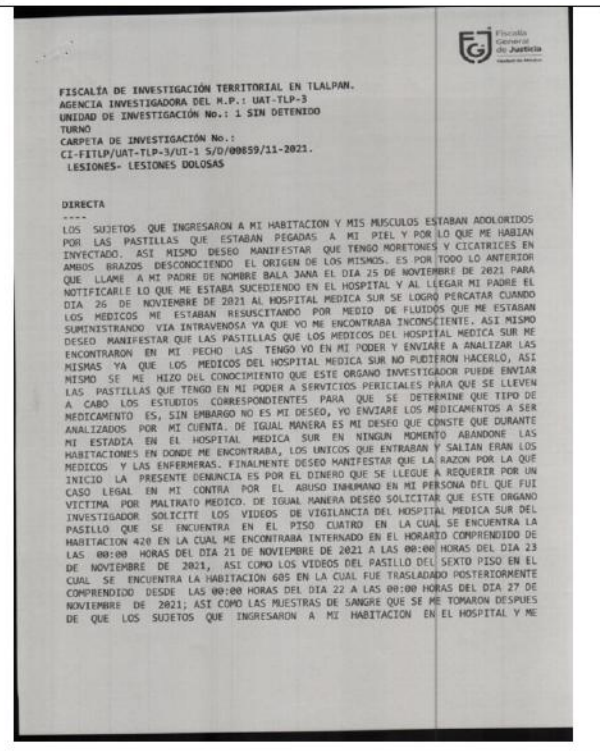 Fiscalía
General
de Justicia
Ciudad de México
FISCALÍA DE INVESTIGACIÓN TERRITORIAL EN TLALPAN.
AGENCIA INVESTIGADORA DEL M.P.: UAT-TLP-3
UNIDAD DE INVESTIGACIÓN No.: 1 SIN DETENIDO
TURNO
CARPETA DE INVESTIGACIÓN No.:
CI-FITLP/UAT-TLP-3/UI-1 S/D/09859/11-2021.
LESIONES- LESIONES DOLOSAS
DIRECTA
----
LOS SUJETOS QUE INGRESARON A MI HABITACION Y MIS MUSCULOS ESTABAN ADOLORIDOS
POR LAS PASTILLAS QUE ESTABAN PEGADAS A MI PIEL Y POR LO QUE ME HABIAN
INYECTADO. ASI MISMO DESEO MANIFESTAR QUE TENGO MORETONES Y CICATRICES EN
AMBOS BRAZOS DESCONOCIENDO EL ORIGEN DE LOS MISMOS. ES POR TODO LO ANTERIOR
QUE LLAME A MI PADRE DE NOMBRE BALA JANA EL DIA 25 DE NOVIEMBRE DE 2021 PARA
NOTIFICARLE LO QUE ME ESTABA SUCEDIENDO EN EL HOSPITAL Y AL LLEGAR MI PADRE EL
DIA 26 DE NOVIEMBRE DE 2021 AL HOSPITAL MEDICA SUR SE LOGRÓ PERCATAR CUANDO
LOS MEDICOS ME ESTABAN RESUSCITANDO POR MEDIO DE FLUIDOS QUE ME ESTABAN
SUMINISTRANDO VIA INTRAVENOSA YA QUE YO ME ENCONTRABA INCONSCIENTE. ASI MISMO
DESEO MANIFESTAR QUE LAS PASTILLAS QUE LOS MEDICOS DEL HOSPITAL MEDICA SUR ME
ENCONTRARON EN MI PECHO LAS TENGO YO EN MI PODER Y ENVIARE A ANALIZAR LAS
MISMAS YA QUE LOS MEDICOS DEL HOSPITAL MEDICA SUR NO PUDIERON HACERLO, ASI
MISMO SE ME HIZO DEL CONOCIMIENTO QUE ESTE ORGANO INVESTIGADOR PUEDE ENVIAR
LAS PASTILLAS QUE TENGO EN MI PODER A SERVICIOS PERICIALES PARA QUE SE LLEVEN
A CABO LOS ESTUDIOS CORRESPONDIENTES PARA QUE SE DETERMINE QUE TIPO DE
MEDICAMENTO ES, SIN EMBARGO NO ES MI DESEO, YO ENVIARE LOS MEDICAMENTOS A SER
ANALIZADOS POR MI CUENTA. DE IGUAL MANERA ES MI DESEO QUE CONSTE QUE DURANTE
MI ESTADIA EN EL HOSPITAL MEDICA SUR EN NINGUN MOMENTO ABANDONE LAS
HABITACIONES EN DONDE ME ENCONTRABA, LOS UNICOS QUE ENTRABAN Y SALIAN ERAN LOS
MEDICOS Y LAS ENFERMERAS. FINALMENTE DESEO MANIFESTAR QUE LA RAZON POR LA QUE
INICIO LA PRESENTE DENUNCIA ES POR EL DINERO QUE SE LLEGUE A REQUERIR POR UN
CASO LEGAL EN MI CONTRA POR EL ABUSO INHUMANO EN MI PERSONA DEL QUE FUI
VICTIMA POR MALTRATO MEDICO. DE IGUAL MANERA DESEO SOLICITAR QUE ESTE ORGANO
INVESTIGADOR SOLICITE LOS VIDEOS DE VIGILANCIA DEL HOSPITAL MEDICA SUR DEL
PASILLO QUE SE ENCUENTRA EN EL PISO CUATRO EN LA CUAL SE ENCUENTRA LA
HABITACION 420 EN LA CUAL ME ENCONTRABA INTERNADO EN EL HORARIO COMPRENDIDO DE
LAS 00:00 HORAS DEL DIA 21 DE NOVIEMBRE DE 2021 A LAS 00:00 HORAS DEL DIA 23
DE NOVIEMBRE DE 2021, ASI COMO LOS VIDEOS DEL PASILLO DEL SEXTO PISO EN EL
CUAL SE ENCUENTRA LA HABITACIÓN 605 EN LA CUAL FUE TRASLADADO POSTERIORMENTE
COMPRENDIDO DESDE LAS 00:00 HORAS DEL DIA 22 A LAS 00:00 HORAS DEL DIA 27 DE
NOVIEMBRE DE 2021; ASI COMO LAS MUESTRAS DE SANGRE QUE SE ME TOMARON DESPUES
DE QUE LOS SUJETOS QUE INGRESARON A MI HABITACION EN EL HOSPITAL Y ME